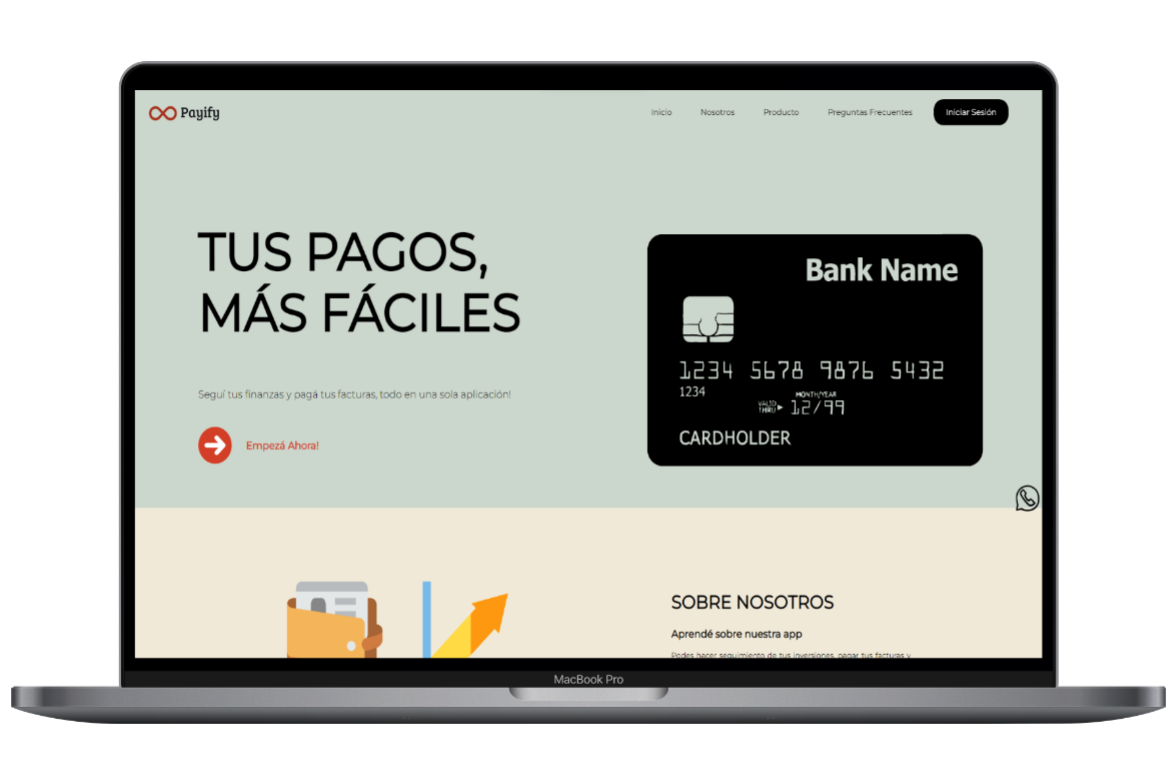 Payify
Inicio
Nosotros
Producto
Preguntas Frecuentes
Iniciar Sesión
TUS PAGOS,
MÁS FÁCILES
Seguí tus finanzas y pagá tus facturas, todo en una sola aplicación!
Empezá Ahora!
Bank Name
1234 5678 9876 5432
1234
MONTH/YEAR
VALID
THRU
12/99
CARDHOLDER
SOBRE NOSOTROS
Aprendé sobre nuestra app
Podes hacer seguimiento de tus inversiones, pagar tus facturas y
MacBook Pro